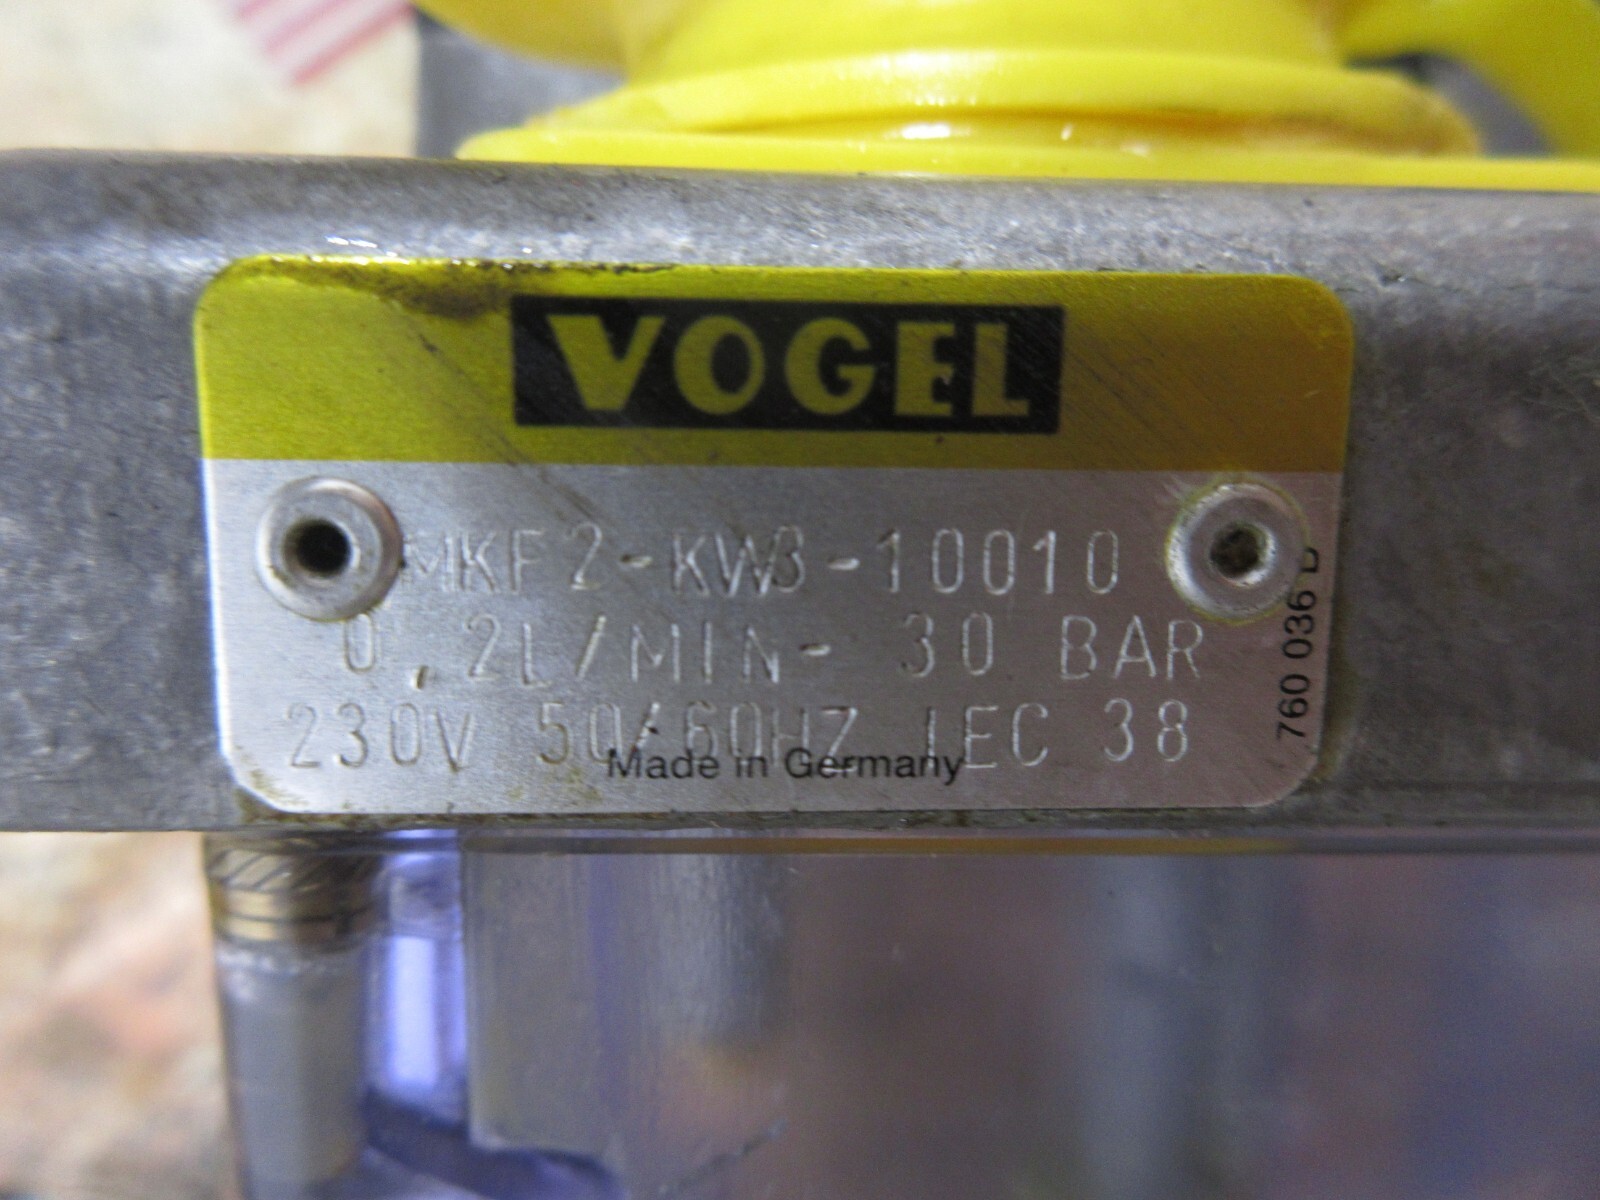 VOGEL
MKF2-KW3-10010
0,2L/MIN- 30 BAR
230V 50/60HZ IEC 38
Made in Germany
760 036